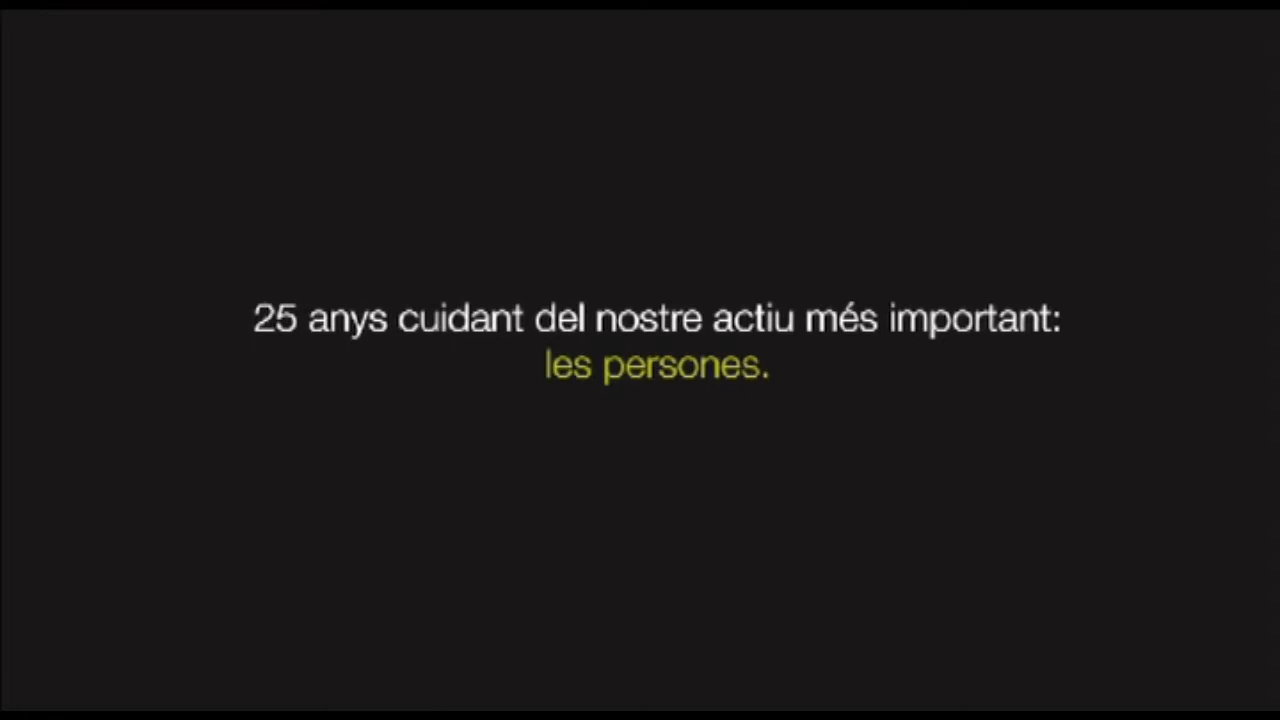 25 anys cuidant del nostre actiu més important:
les persones.